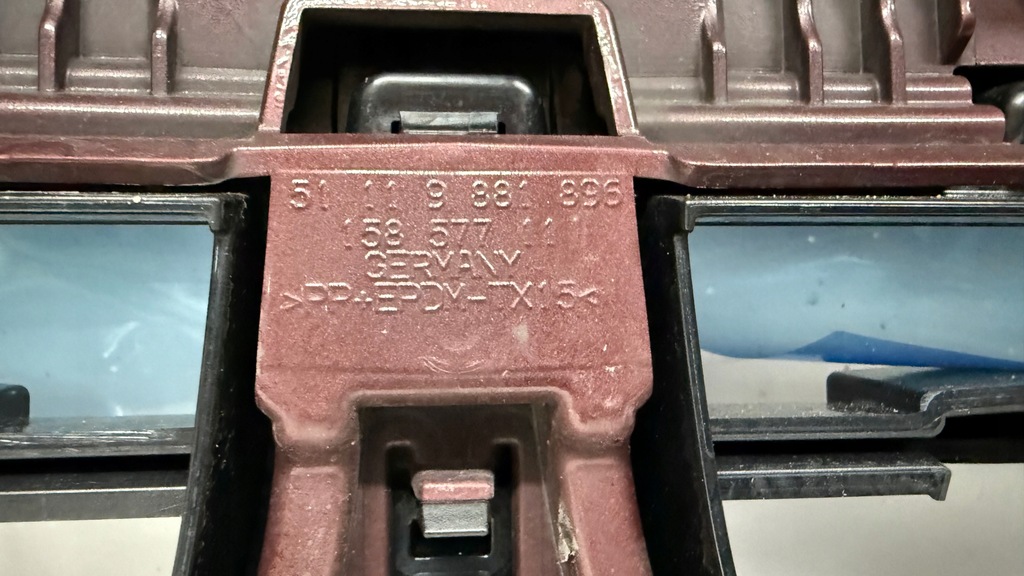 51 11 9 881 896
158 577 11
GERMANY
>PP+EPDM-TX15<